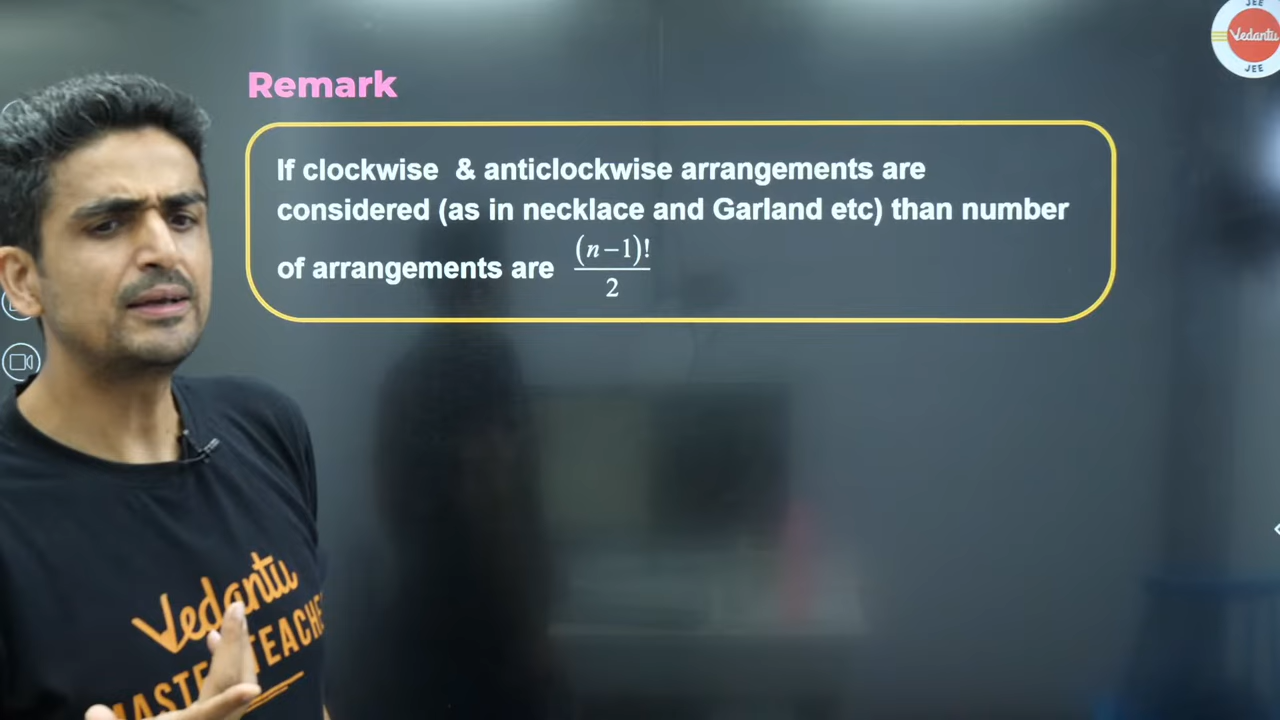 JEE
Vedantu
JEE
Remark
If clockwise & anticlockwise arrangements are
considered (as in necklace and Garland etc) than number
of arrangements are (n−1)!/2
Vedantu
MASTER TEACHER